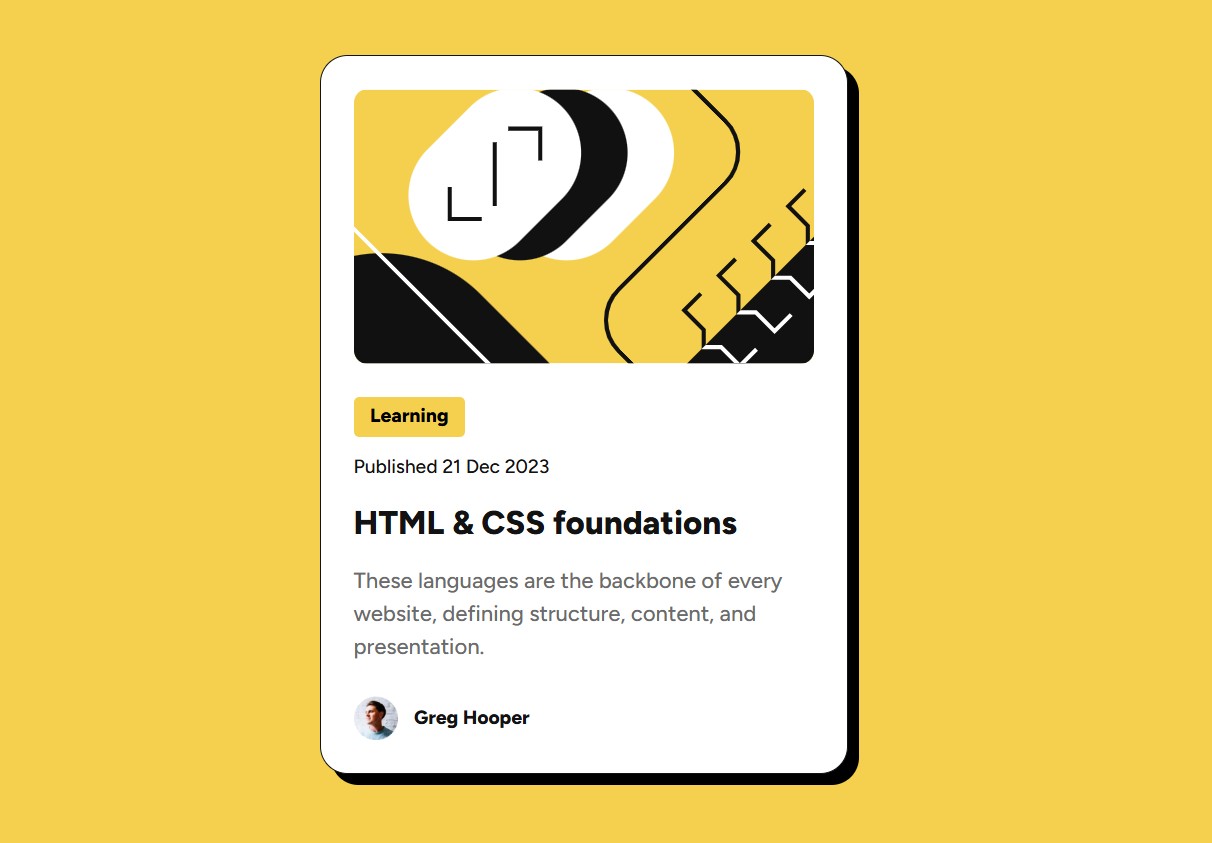 Learning
Published 21 Dec 2023
HTML & CSS foundations
These languages are the backbone of every
website, defining structure, content, and
presentation.
Greg Hooper